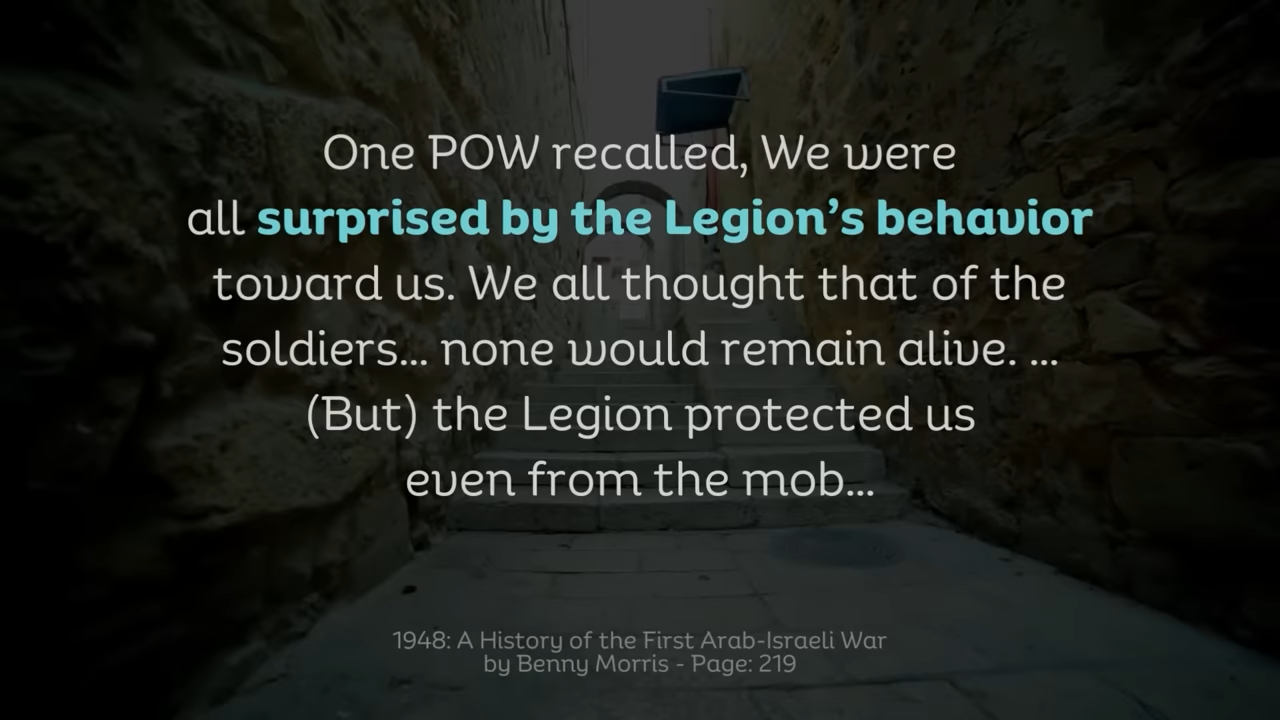 One POW recalled, We were
all surprised by the Legion’s behavior
toward us. We all thought that of the
soldiers... none would remain alive. ...
(But) the Legion protected us
even from the mob...
1948: A History of the First Arab-Israeli War
by Benny Morris - Page: 219